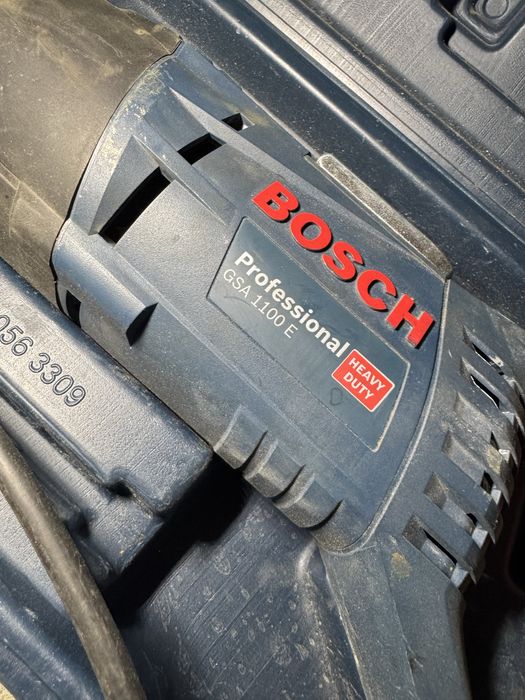 BOSCH
Professional
GSA 1100 E
HEAVY
DUTY
056 3309